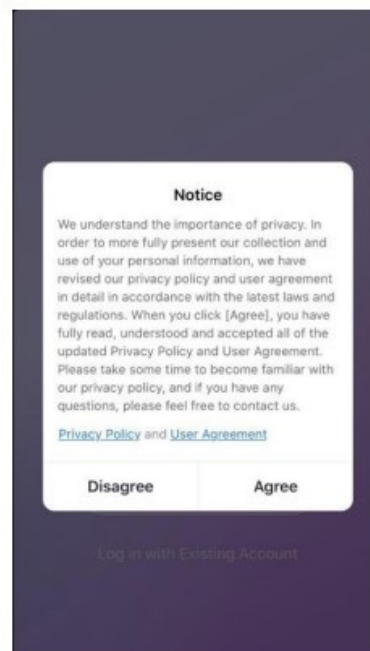 Notice
We understand the importance of privacy. In
order to more fully present our collection and
use of your personal information, we have
revised our privacy policy and user agreement
in detail in accordance with the latest laws and
regulations. When you click [Agree], you have
fully read, understood and accepted all of the
updated Privacy Policy and User Agreement.
Please take some time to become familiar with
our privacy policy, and if you have any
questions, please feel free to contact us.
Privacy Policy and User Agreement
Disagree Agree
Log in with Existing Account